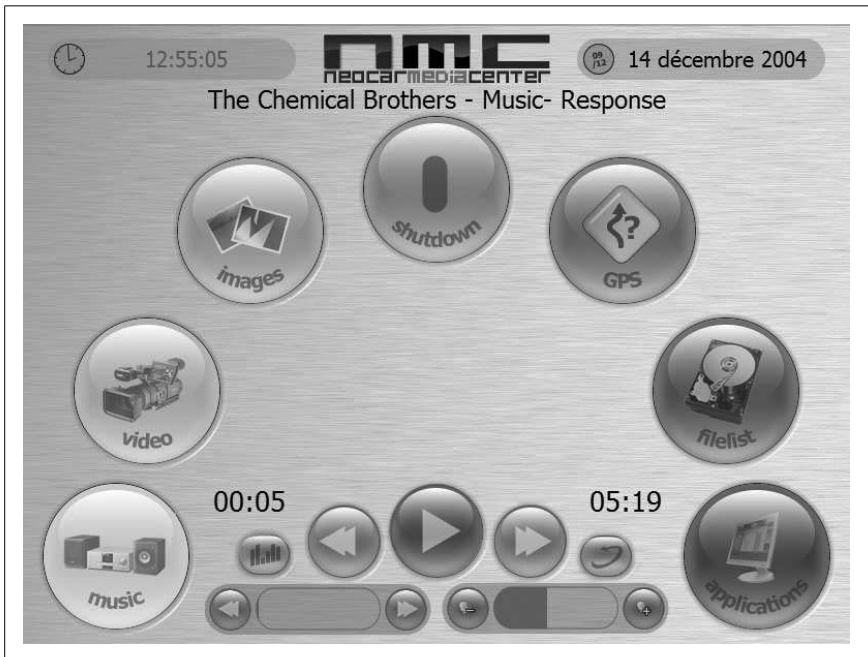 12:55:05
nmc
neocarmediacenter
09
/12
14 décembre 2004
The Chemical Brothers - Music- Response
shutdown
images
?
GPS
video
filelist
00:05
05:19
music
applications